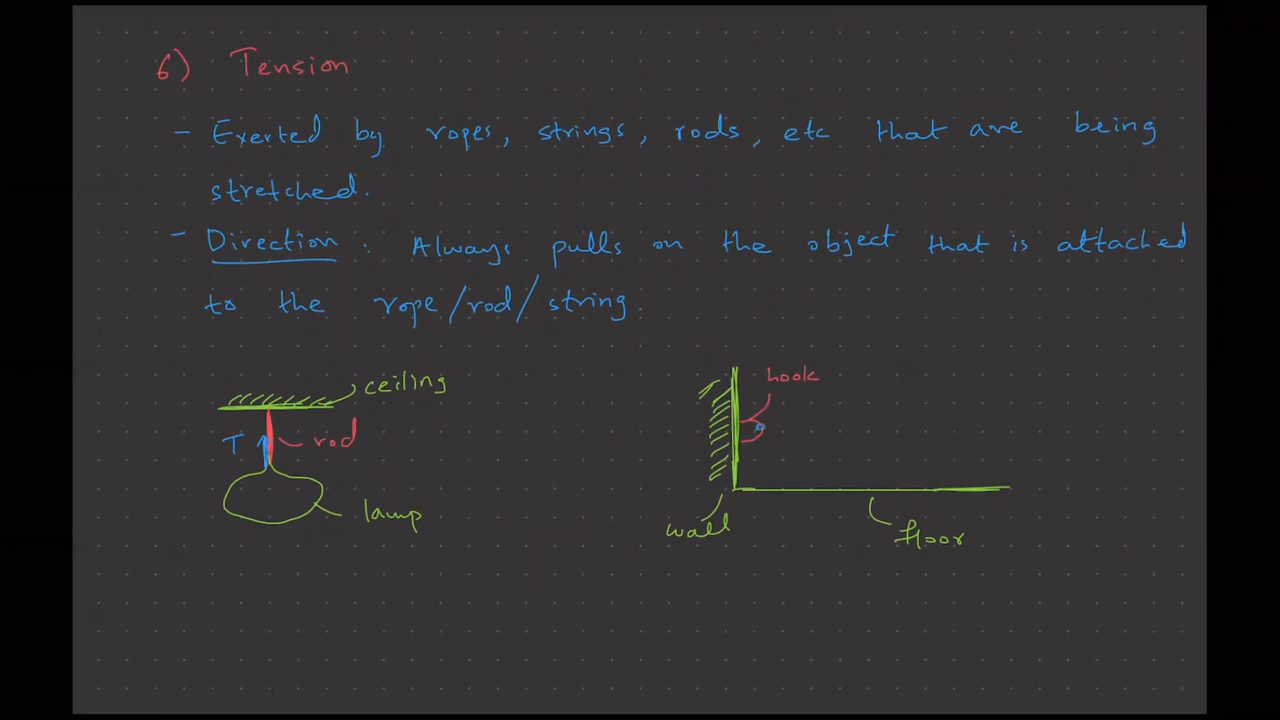 6) Tension
- Exerted by ropes, strings, rods, etc that are being
stretched.
- Direction : Always pulls on the object that is attached
to the rope/rod/string.
ceiling
T
rod
lamp
hook
wall
floor